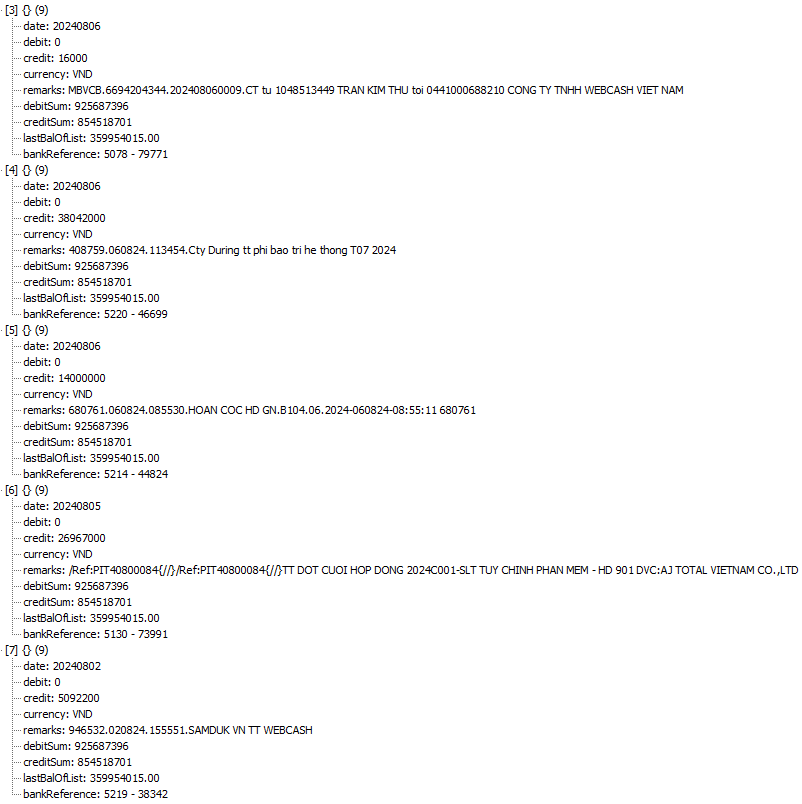 [3] {} (9)
date: 20240806
debit: 0
credit: 16000
currency: VND
remarks: MBVCB.6694204344.202408060009.CT tu 1048513449 TRAN KIM THU toi 0441000688210 CONG TY TNHH WEBCASH VIET NAM
debitSum: 925687396
creditSum: 854518701
lastBalOfList: 359954015.00
bankReference: 5078 - 79771
[4] {} (9)
date: 20240806
debit: 0
credit: 38042000
currency: VND
remarks: 408759.060824.113454.Cty During tt phi bao tri he thong T07 2024
debitSum: 925687396
creditSum: 854518701
lastBalOfList: 359954015.00
bankReference: 5220 - 46699
[5] {} (9)
date: 20240806
debit: 0
credit: 14000000
currency: VND
remarks: 680761.060824.085530.HOAN COC HD GN.B104.06.2024-060824-08:55:11 680761
debitSum: 925687396
creditSum: 854518701
lastBalOfList: 359954015.00
bankReference: 5214 - 44824
[6] {} (9)
date: 20240805
debit: 0
credit: 26967000
currency: VND
remarks: /Ref:PIT40800084{//}/Ref:PIT40800084{//}TT DOT CUOI HOP DONG 2024C001-SLT TUY CHINH PHAN MEM - HD 901 DVC:AJ TOTAL VIETNAM CO.,LTD
debitSum: 925687396
creditSum: 854518701
lastBalOfList: 359954015.00
bankReference: 5130 - 73991
[7] {} (9)
date: 20240802
debit: 0
credit: 5092200
currency: VND
remarks: 946532.020824.155551.SAMDUK VN TT WEBCASH
debitSum: 925687396
creditSum: 854518701
lastBalOfList: 359954015.00
bankReference: 5219 - 38342